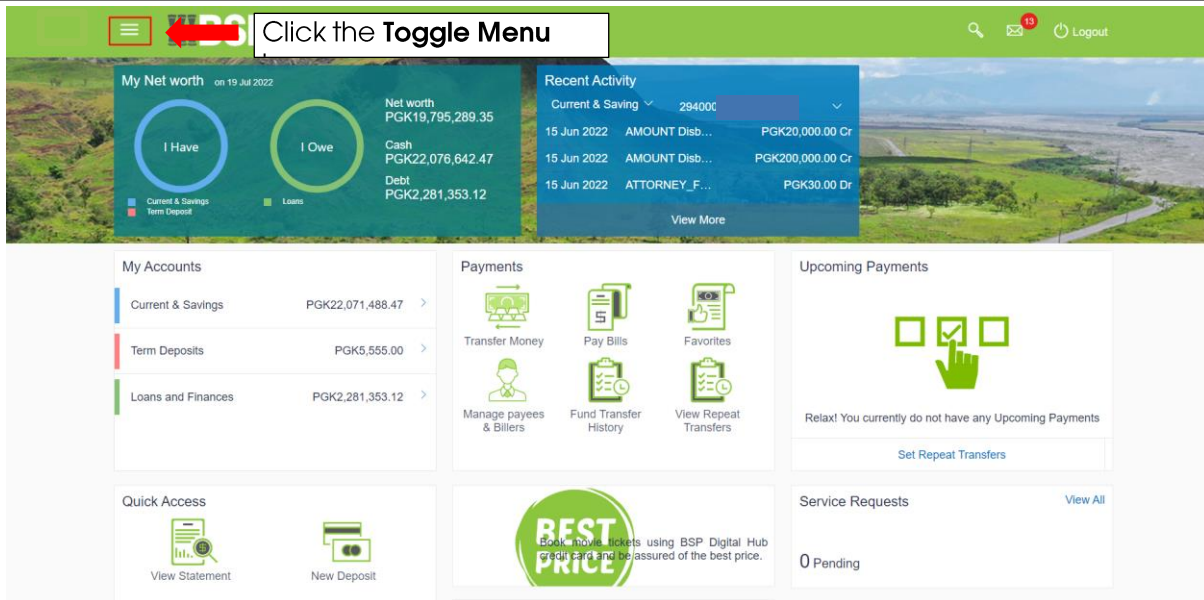 BSP
Click the Toggle Menu
13
Logout
My Net worth on 19 Jul 2022
I Have
I Owe
Current & Savings
Term Deposit
Loans
Net worth
PGK19,795,289.35
Cash
PGK22,076,642.47
Debt
PGK2,281,353.12
Recent Activity
Current & Saving 294000
15 Jun 2022 AMOUNT Disb... PGK20,000.00 Cr
15 Jun 2022 AMOUNT Disb... PGK200,000.00 Cr
15 Jun 2022 ATTORNEY_F... PGK30.00 Dr
View More
My Accounts
Current & Savings PGK22,071,488.47
Term Deposits PGK5,555.00
Loans and Finances PGK2,281,353.12
Payments
Transfer Money
Pay Bills
Favorites
Manage payees
& Billers
Fund Transfer
History
View Repeat
Transfers
Upcoming Payments
Relax! You currently do not have any Upcoming Payments
Set Repeat Transfers
Quick Access
View Statement
New Deposit
BEST
PRICE
Book movie tickets using BSP Digital Hub
credit card and be assured of the best price.
Service Requests View All
0 Pending